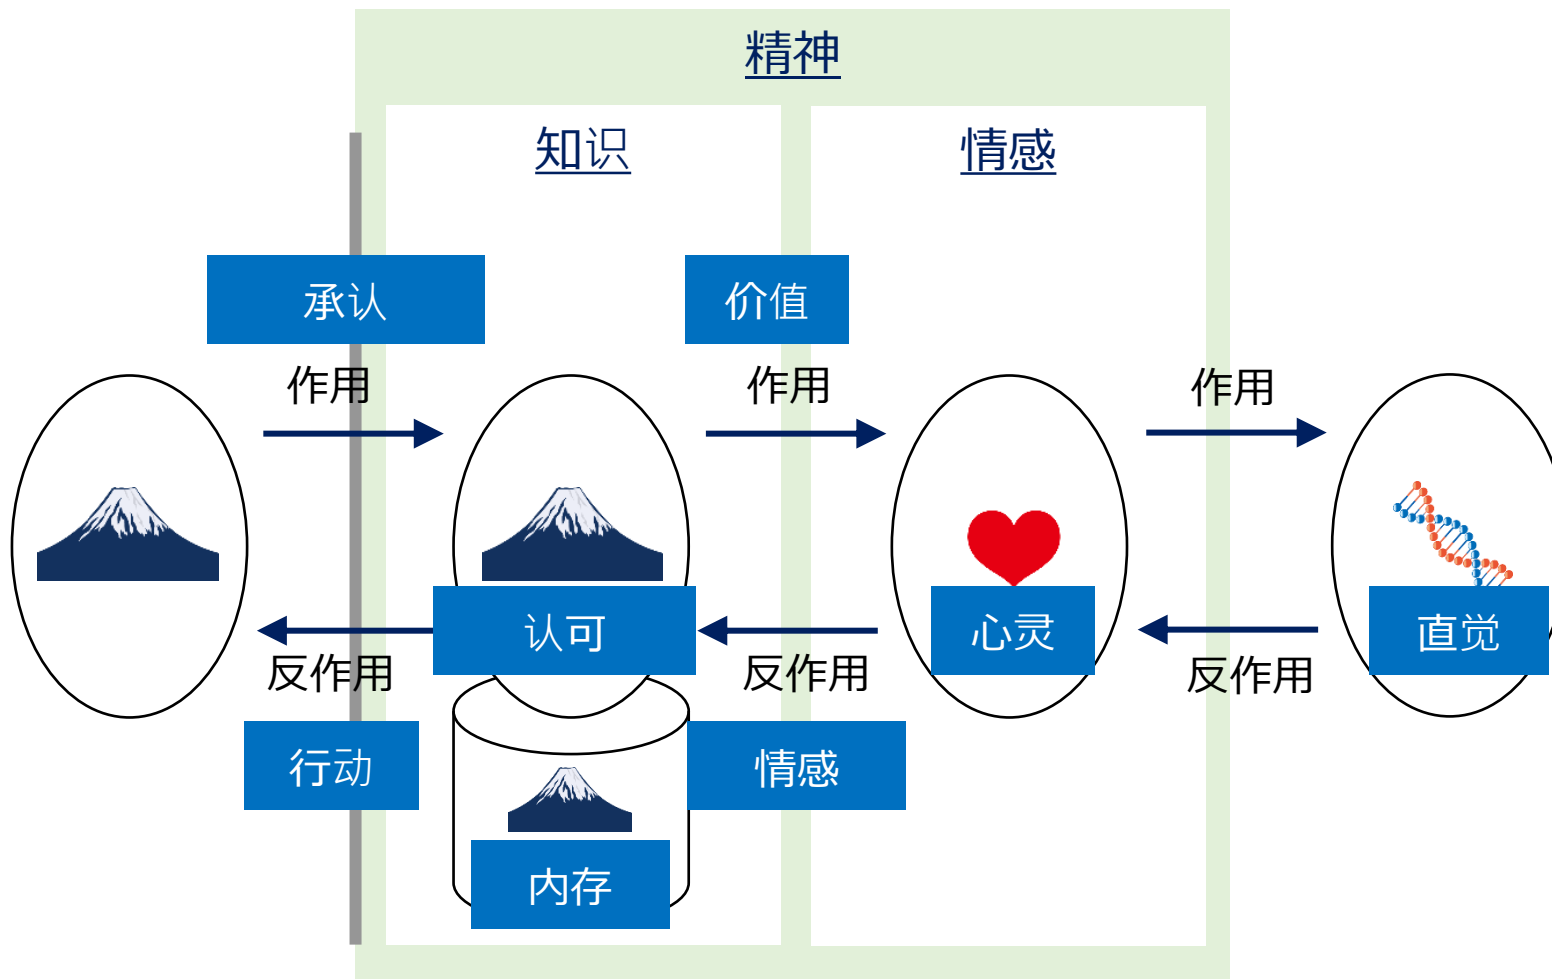 精神
知识
情感
承认
价值
作用
作用
作用
认可
心灵
直觉
反作用
反作用
反作用
行动
情感
内存